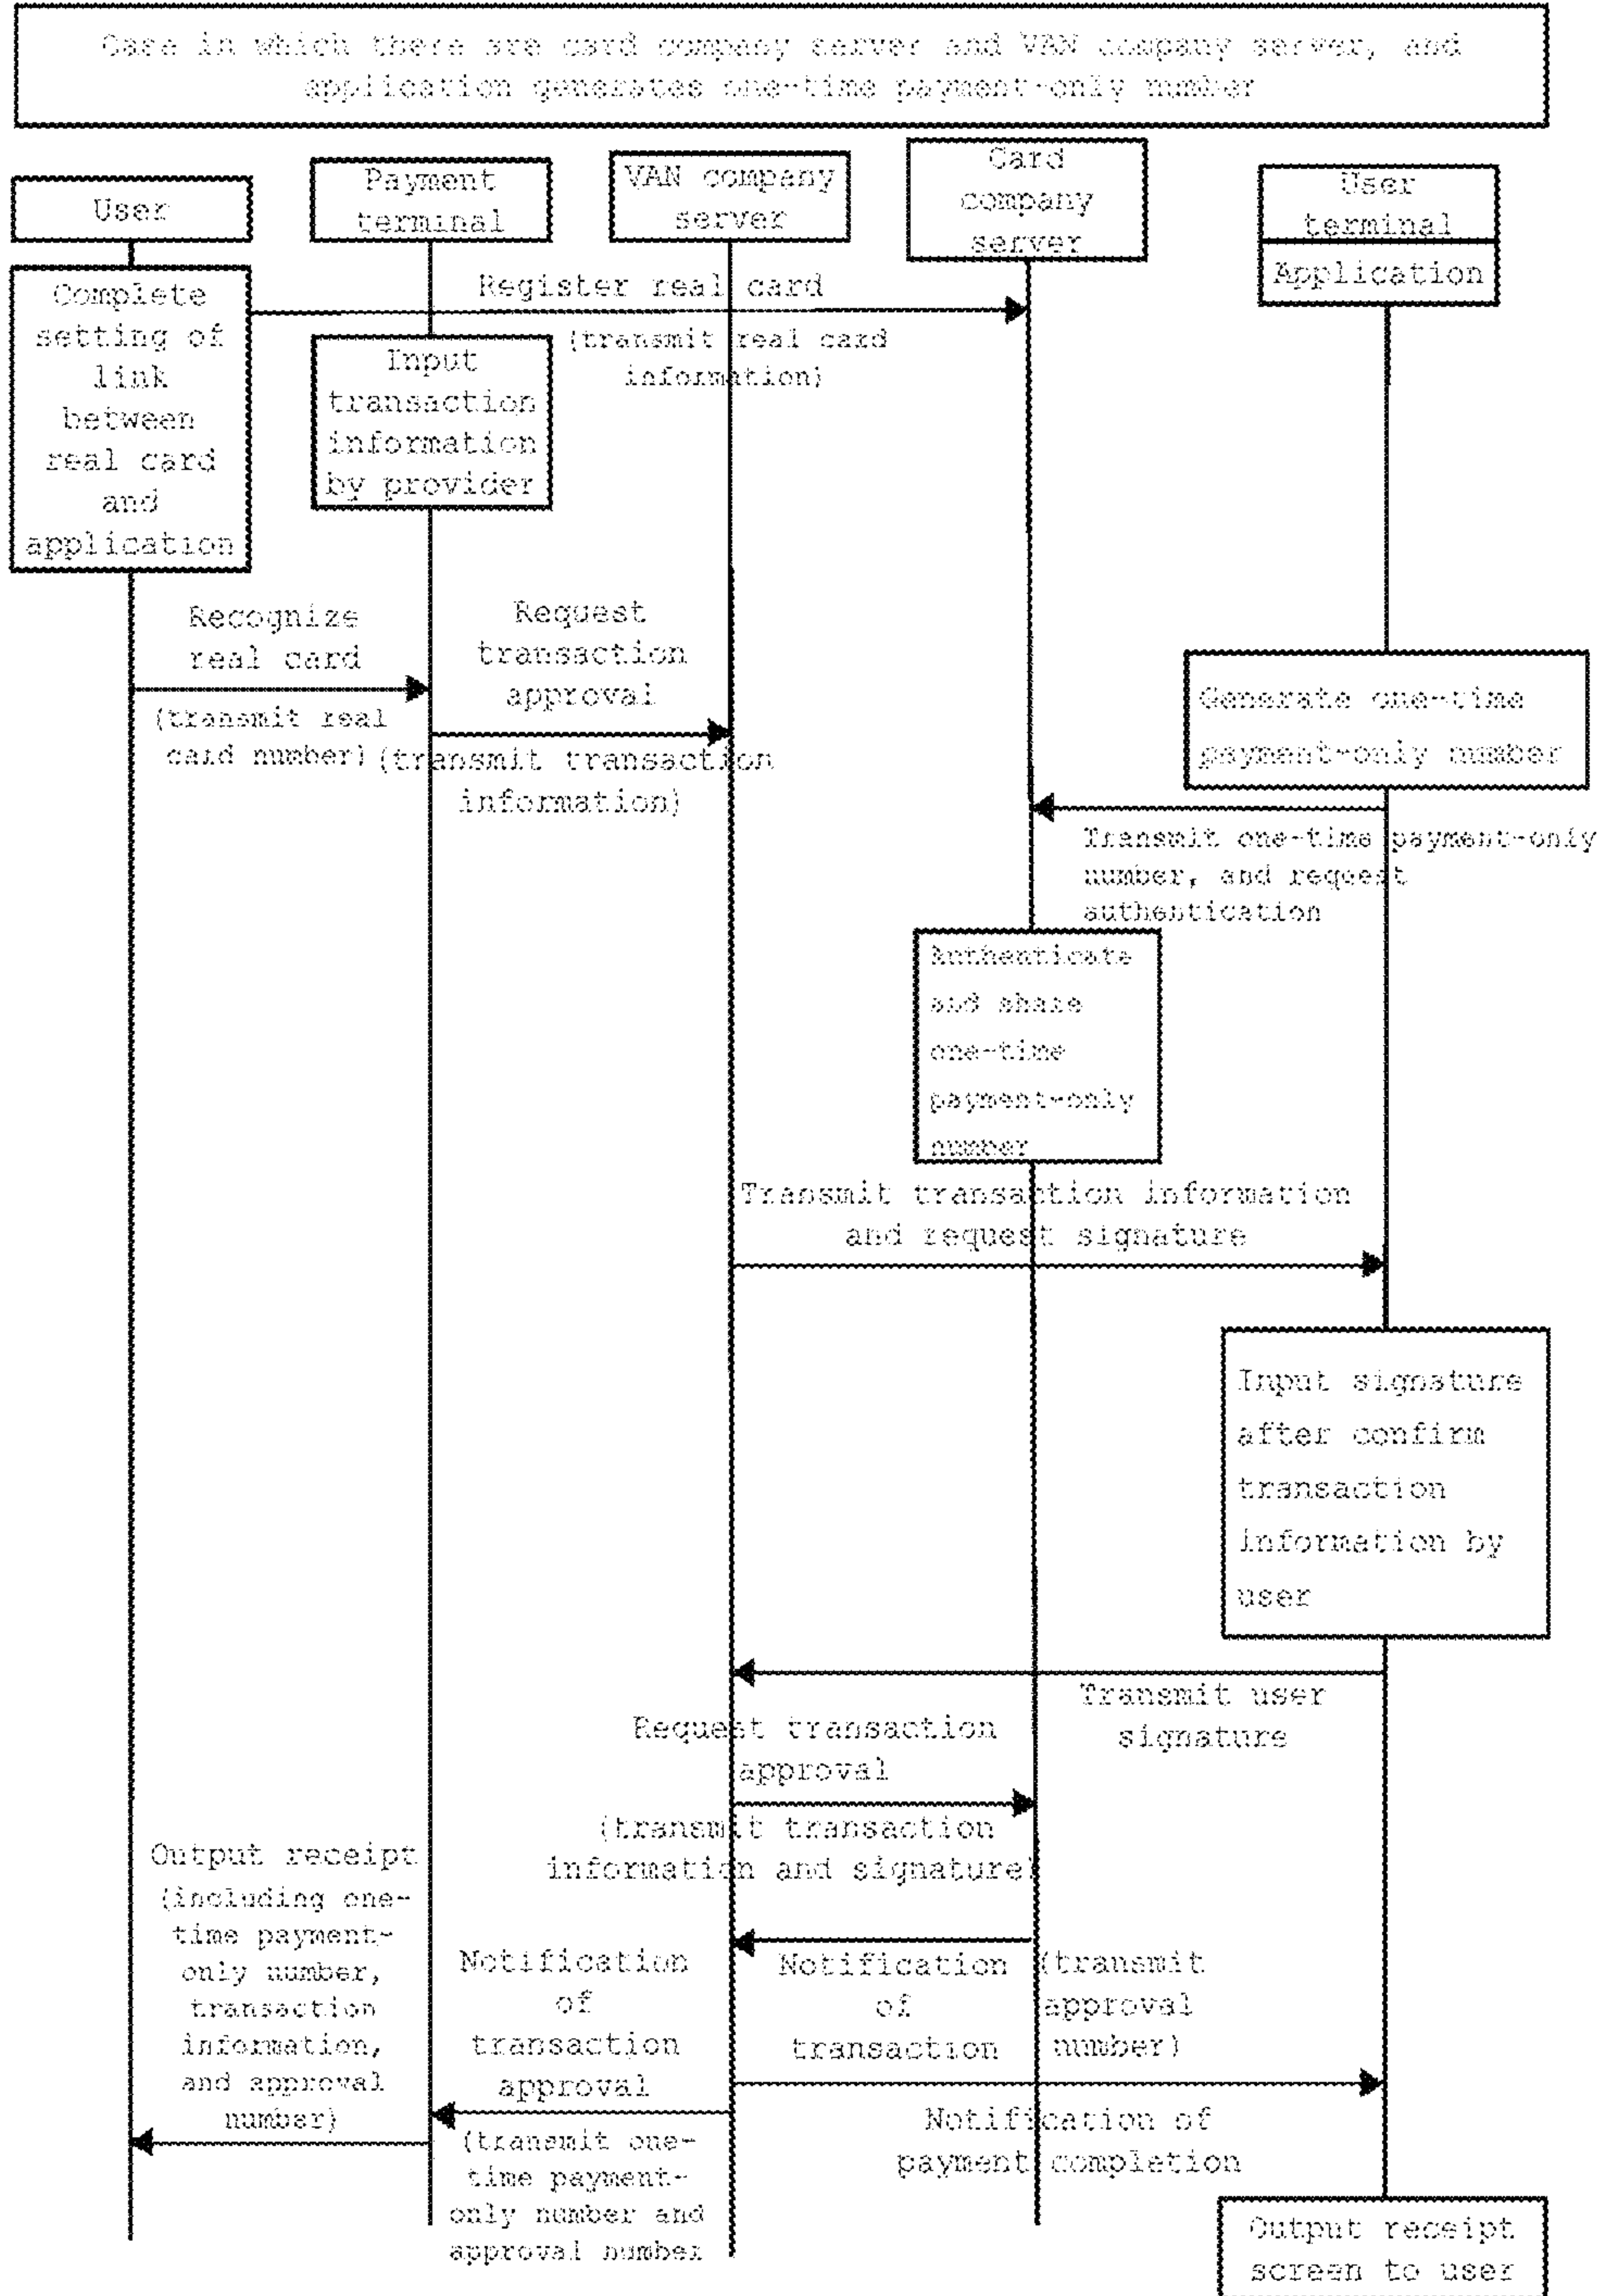 Case in which there are card company server and VAN company server, and
application generates one-time payment-only number
User
Payment
terminal
VAN company
server
Card
company
server
User
terminal
Application
Complete
setting of
link
between
real card
and
application
Register real card
(transmit real card
information)
Input
transaction
information
by provider
Recognize
real card
(transmit real
card number)
Request
transaction
approval
(transmit transaction
information)
Generate one-time
payment-only number
Transmit one-time payment-only
number, and request
authentication
Authenticate
and share
one-time
payment-only
number
Transmit transaction information
and request signature
Input signature
after confirm
transaction
information by
user
Transmit user
signature
Request transaction
approval
(transmit transaction
information and signature)
Output receipt
(including one-
time payment-
only number,
transaction
information,
and approval
number)
Notification
of
transaction
approval
(transmit one-
time payment-
only number and
approval number
Notification
of
transaction
(transmit
approval
number)
Notification of
payment completion
Output receipt
screen to user